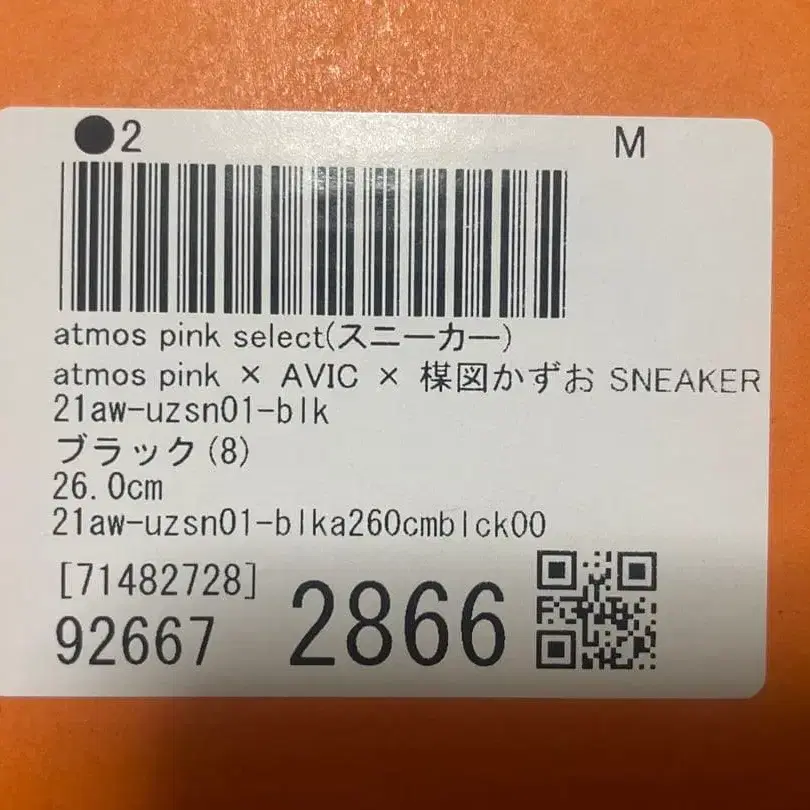 ●2 M
atmos pink select(スニーカー)
atmos pink × AVIC × 楳図かずお SNEAKER
21aw-uzsn01-blk
ブラック(8)
26.0cm
21aw-uzsn01-blka260cmblck00
[71482728]
92667 2866